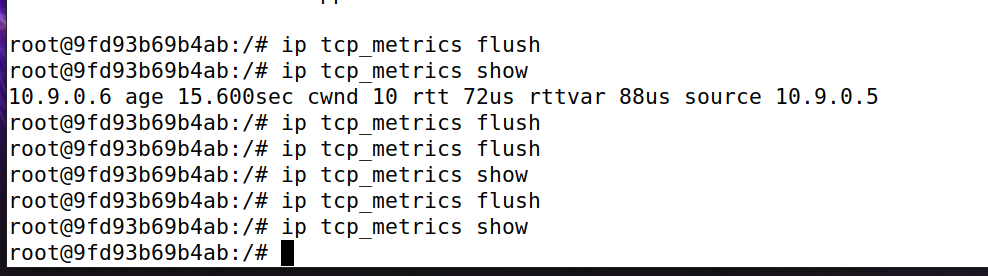 root@9fd93b69b4ab:/# ip tcp_metrics flush
root@9fd93b69b4ab:/# ip tcp_metrics show
10.9.0.6 age 15.600sec cwnd 10 rtt 72us rttvar 88us source 10.9.0.5
root@9fd93b69b4ab:/# ip tcp_metrics flush
root@9fd93b69b4ab:/# ip tcp_metrics flush
root@9fd93b69b4ab:/# ip tcp_metrics show
root@9fd93b69b4ab:/# ip tcp_metrics flush
root@9fd93b69b4ab:/# ip tcp_metrics show
root@9fd93b69b4ab:/#